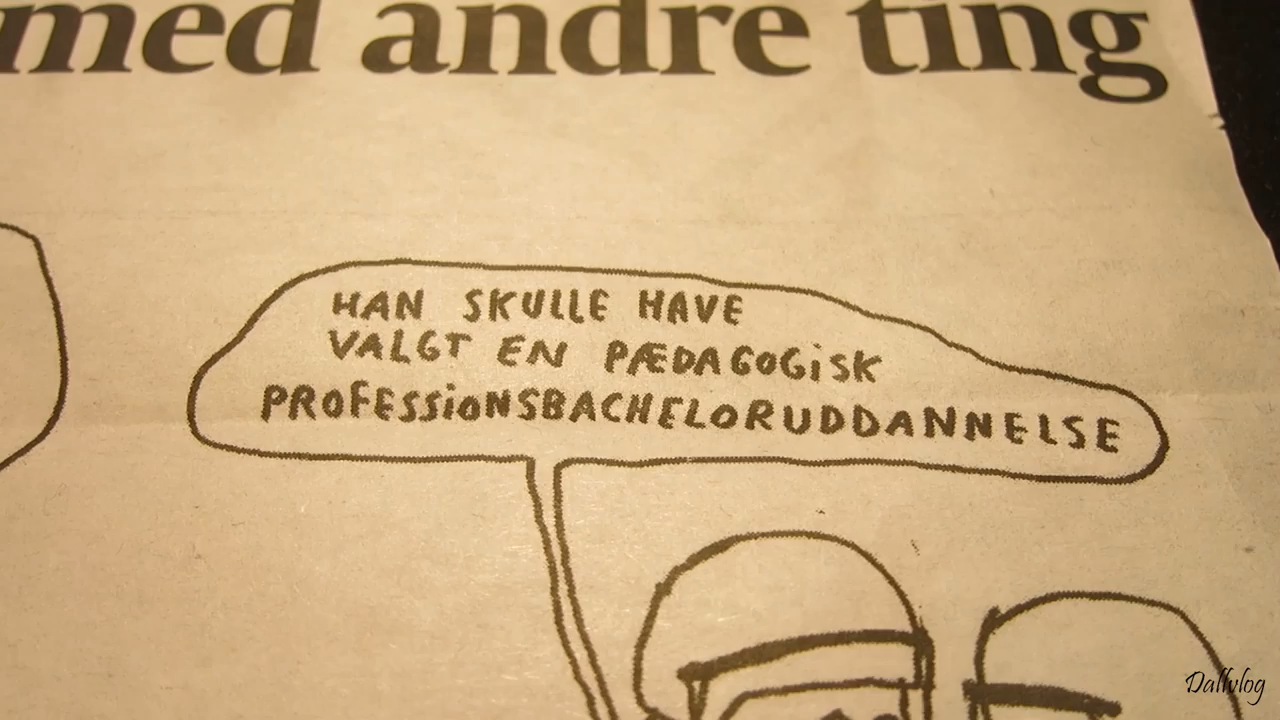 med andre ting
HAN SKULLE HAVE
VALGT EN PÆDAGOGiSK
PROFESSiONSBACHELORUDDANNELSE
Dallvlog